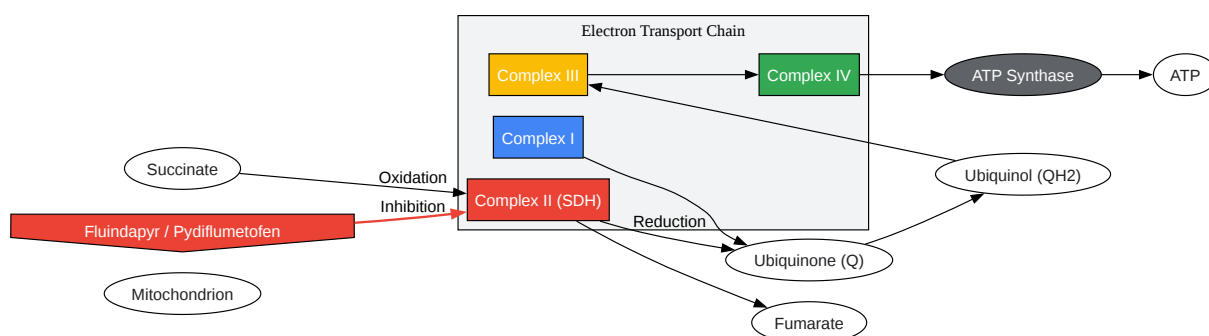 Electron Transport Chain
Complex III
Complex IV
ATP Synthase
ATP
Complex I
Succinate
Oxidation
Ubiquinol (QH2)
Complex II (SDH)
Inhibition
Fluindapyr / Pydiflumetofen
Reduction
Ubiquinone (Q)
Mitochondrion
Fumarate